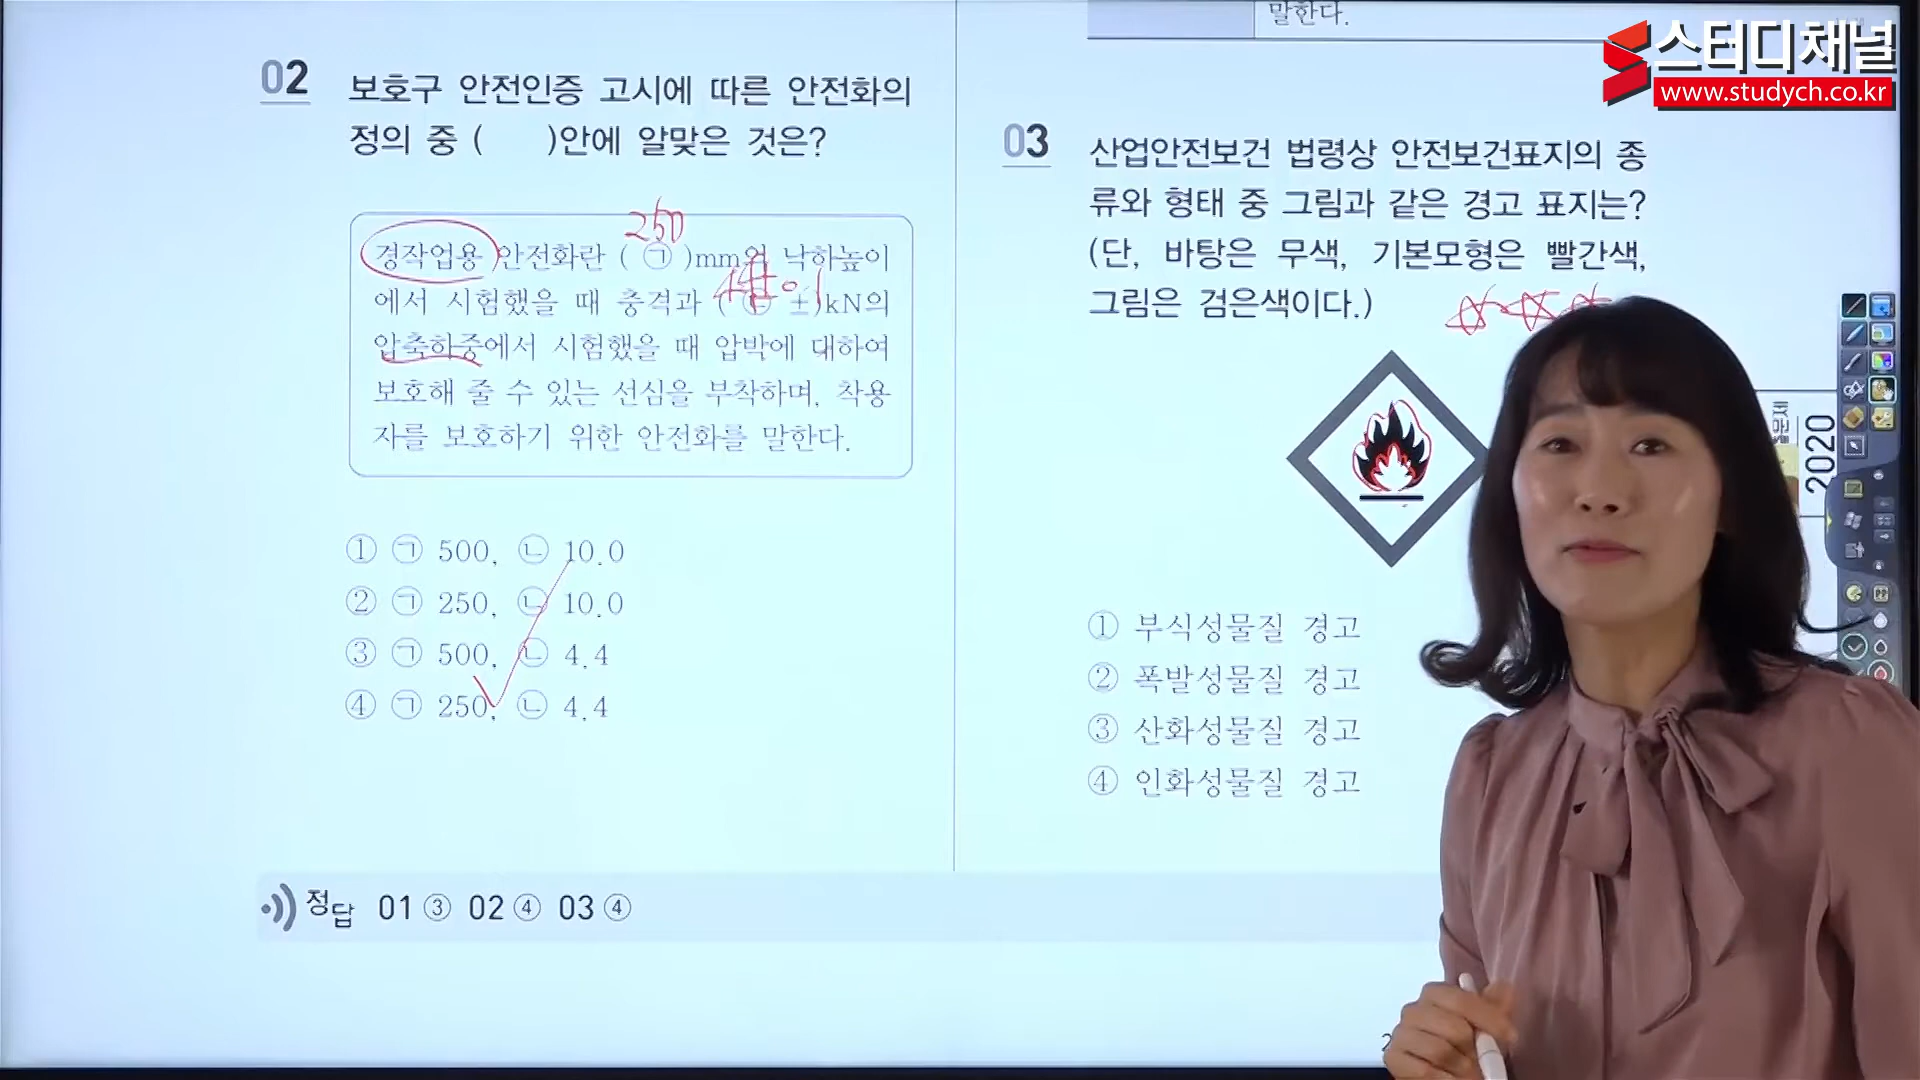 말한다.
스터디채널
www.studych.co.kr
02 보호구 안전인증 고시에 따른 안전화의
정의 중 ( )안에 알맞은 것은?
250
경작업용 안전화란 ( ㉠ )mm의 낙하높이
4.4 0.1
에서 시험했을 때 충격과 ( ㉡ ±)kN의
압축하중에서 시험했을 때 압박에 대하여
보호해 줄 수 있는 선심을 부착하며, 착용
자를 보호하기 위한 안전화를 말한다.
① ㉠ 500, ㉡ 10.0
② ㉠ 250, ㉡ 10.0
③ ㉠ 500, ㉡ 4.4
④ ㉠ 250, ㉡ 4.4
03 산업안전보건 법령상 안전보건표지의 종
류와 형태 중 그림과 같은 경고 표지는?
(단, 바탕은 무색, 기본모형은 빨간색,
그림은 검은색이다.)
① 부식성물질 경고
② 폭발성물질 경고
③ 산화성물질 경고
④ 인화성물질 경고
2020
정답 01 ③ 02 ④ 03 ④